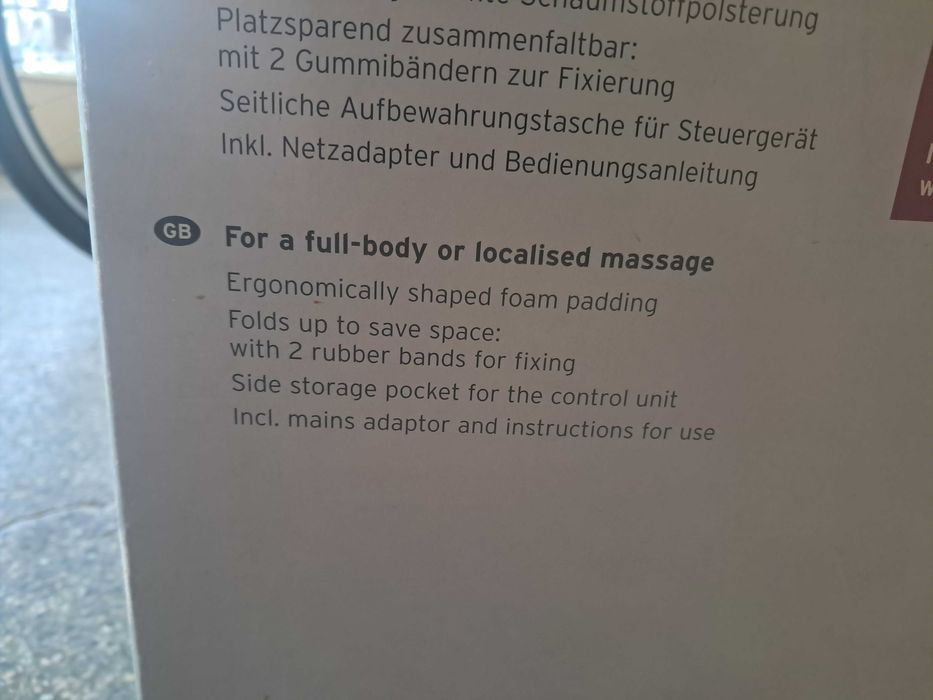 Schaumstoffpolsterung
Platzsparend zusammenfaltbar:
mit 2 Gummibändern zur Fixierung
Seitliche Aufbewahrungstasche für Steuergerät
Inkl. Netzadapter und Bedienungsanleitung
GB For a full-body or localised massage
Ergonomically shaped foam padding
Folds up to save space:
with 2 rubber bands for fixing
Side storage pocket for the control unit
Incl. mains adaptor and instructions for use